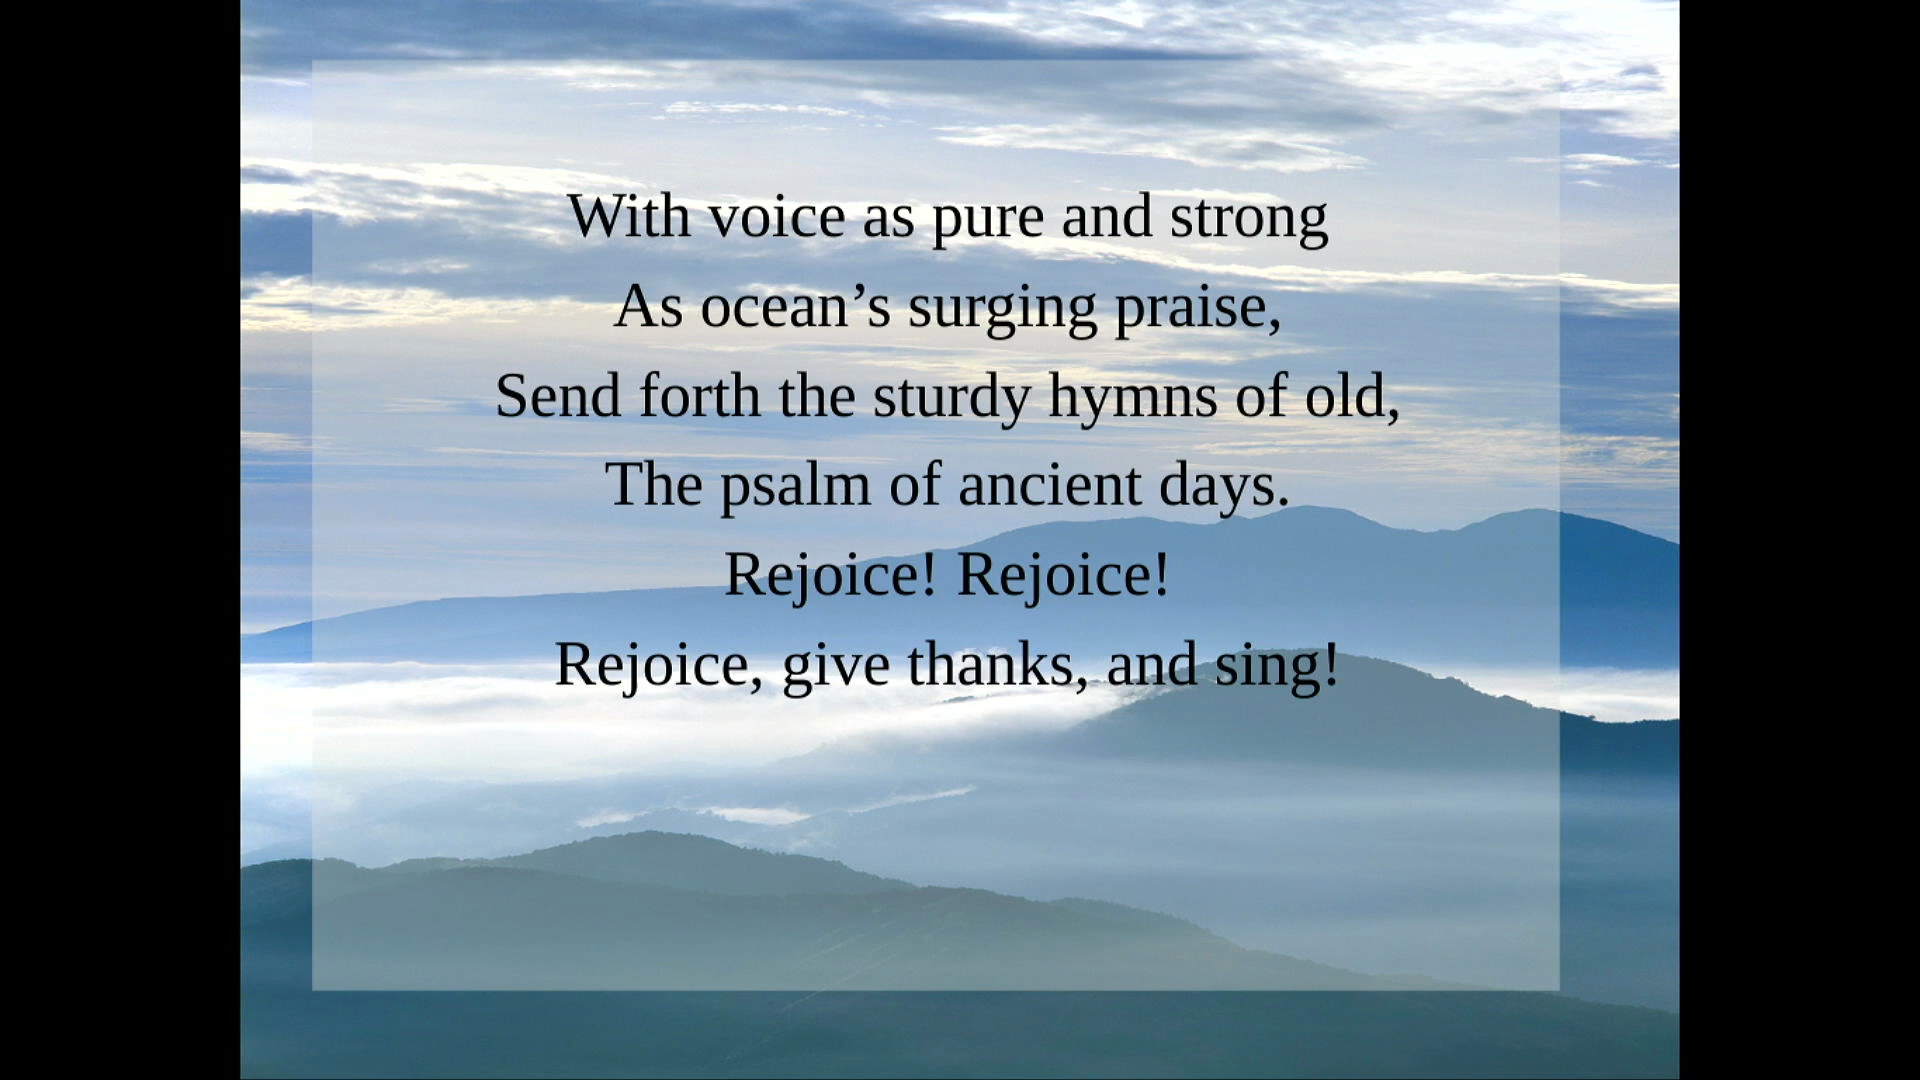 With voice as pure and strong
As ocean’s surging praise,
Send forth the sturdy hymns of old,
The psalm of ancient days.
Rejoice! Rejoice!
Rejoice, give thanks, and sing!